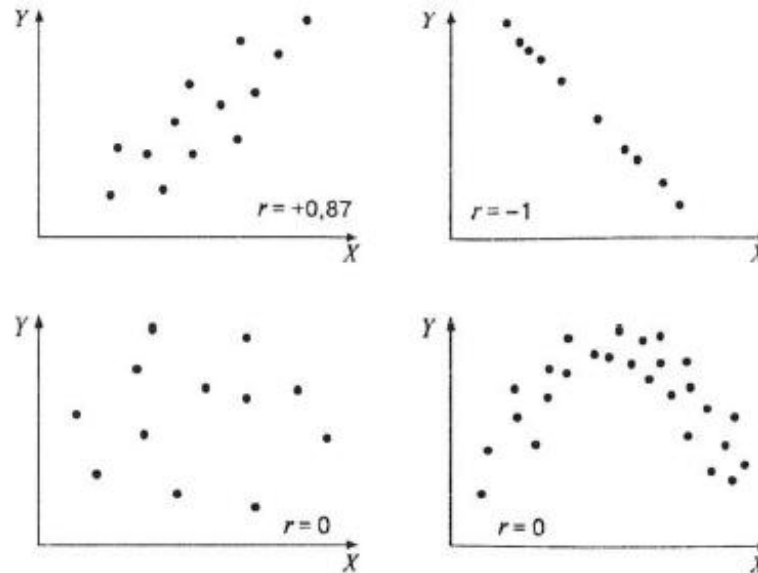 Y
r = +0,87
X
Y
r = −1
X
Y
r = 0
X
Y
r = 0
X